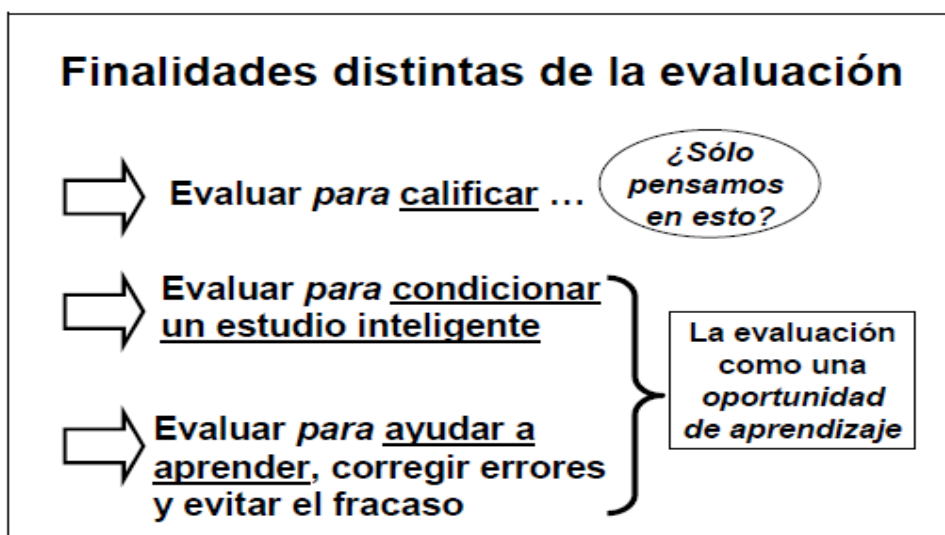 Finalidades distintas de la evaluación
Evaluar para calificar ...
¿Sólo
pensamos
en esto?
Evaluar para condicionar
un estudio inteligente
Evaluar para ayudar a
aprender, corregir errores
y evitar el fracaso
La evaluación
como una
oportunidad
de aprendizaje